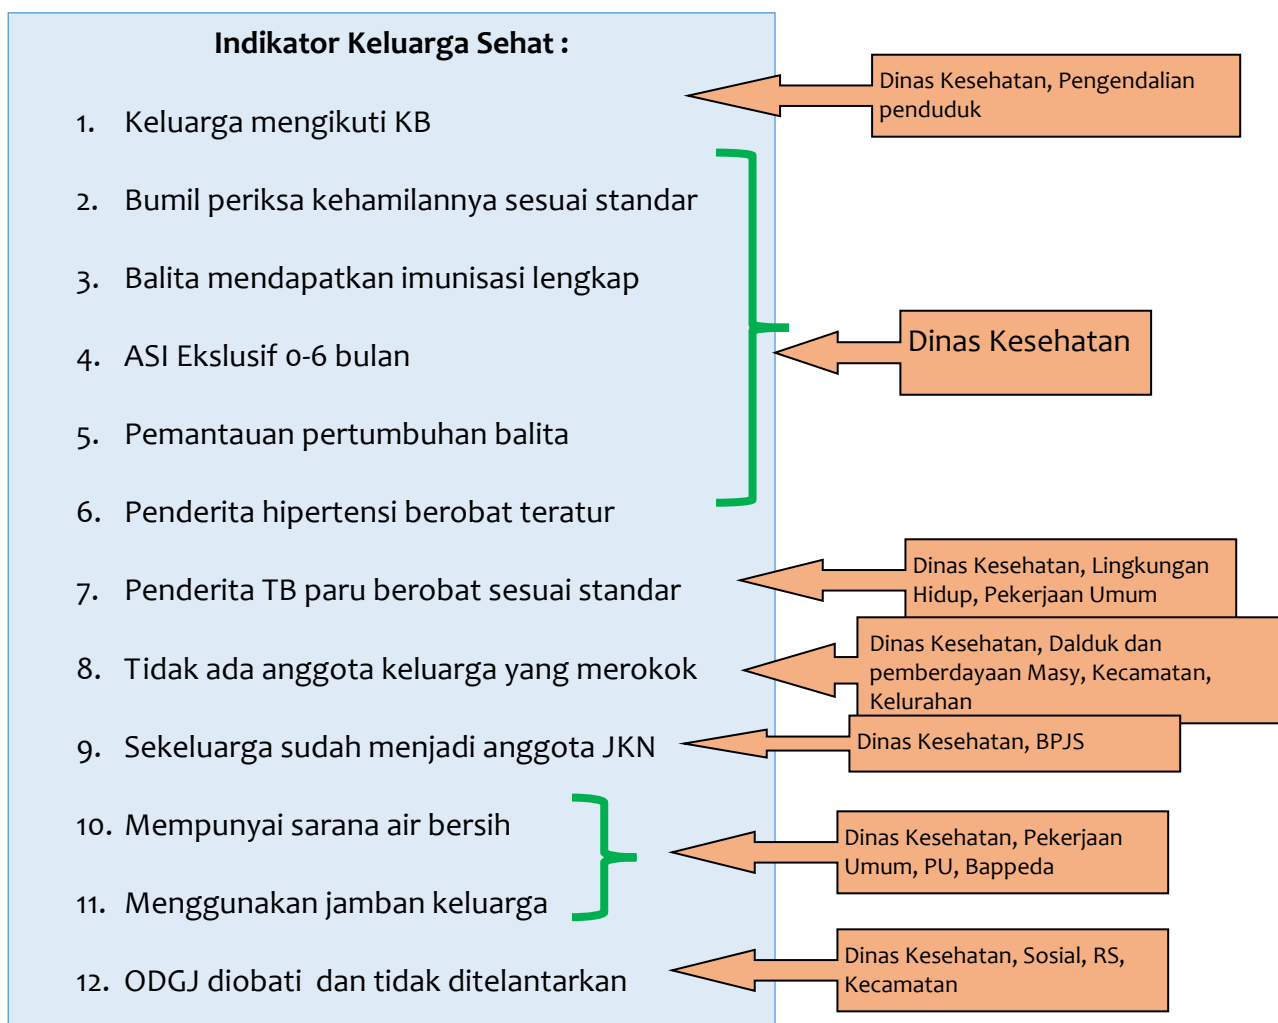 Indikator Keluarga Sehat :
1. Keluarga mengikuti KB
2. Bumil periksa kehamilannya sesuai standar
3. Balita mendapatkan imunisasi lengkap
4. ASI Ekslusif 0-6 bulan
5. Pemantauan pertumbuhan balita
6. Penderita hipertensi berobat teratur
7. Penderita TB paru berobat sesuai standar
8. Tidak ada anggota keluarga yang merokok
9. Sekeluarga sudah menjadi anggota JKN
10. Mempunyai sarana air bersih
11. Menggunakan jamban keluarga
12. ODGJ diobati dan tidak ditelantarkan
Dinas Kesehatan, Pengendalian
penduduk
Dinas Kesehatan
Dinas Kesehatan, Lingkungan
Hidup, Pekerjaan Umum
Dinas Kesehatan, Dalduk dan
pemberdayaan Masy, Kecamatan,
Kelurahan
Dinas Kesehatan, BPJS
Dinas Kesehatan, Pekerjaan
Umum, PU, Bappeda
Dinas Kesehatan, Sosial, RS,
Kecamatan